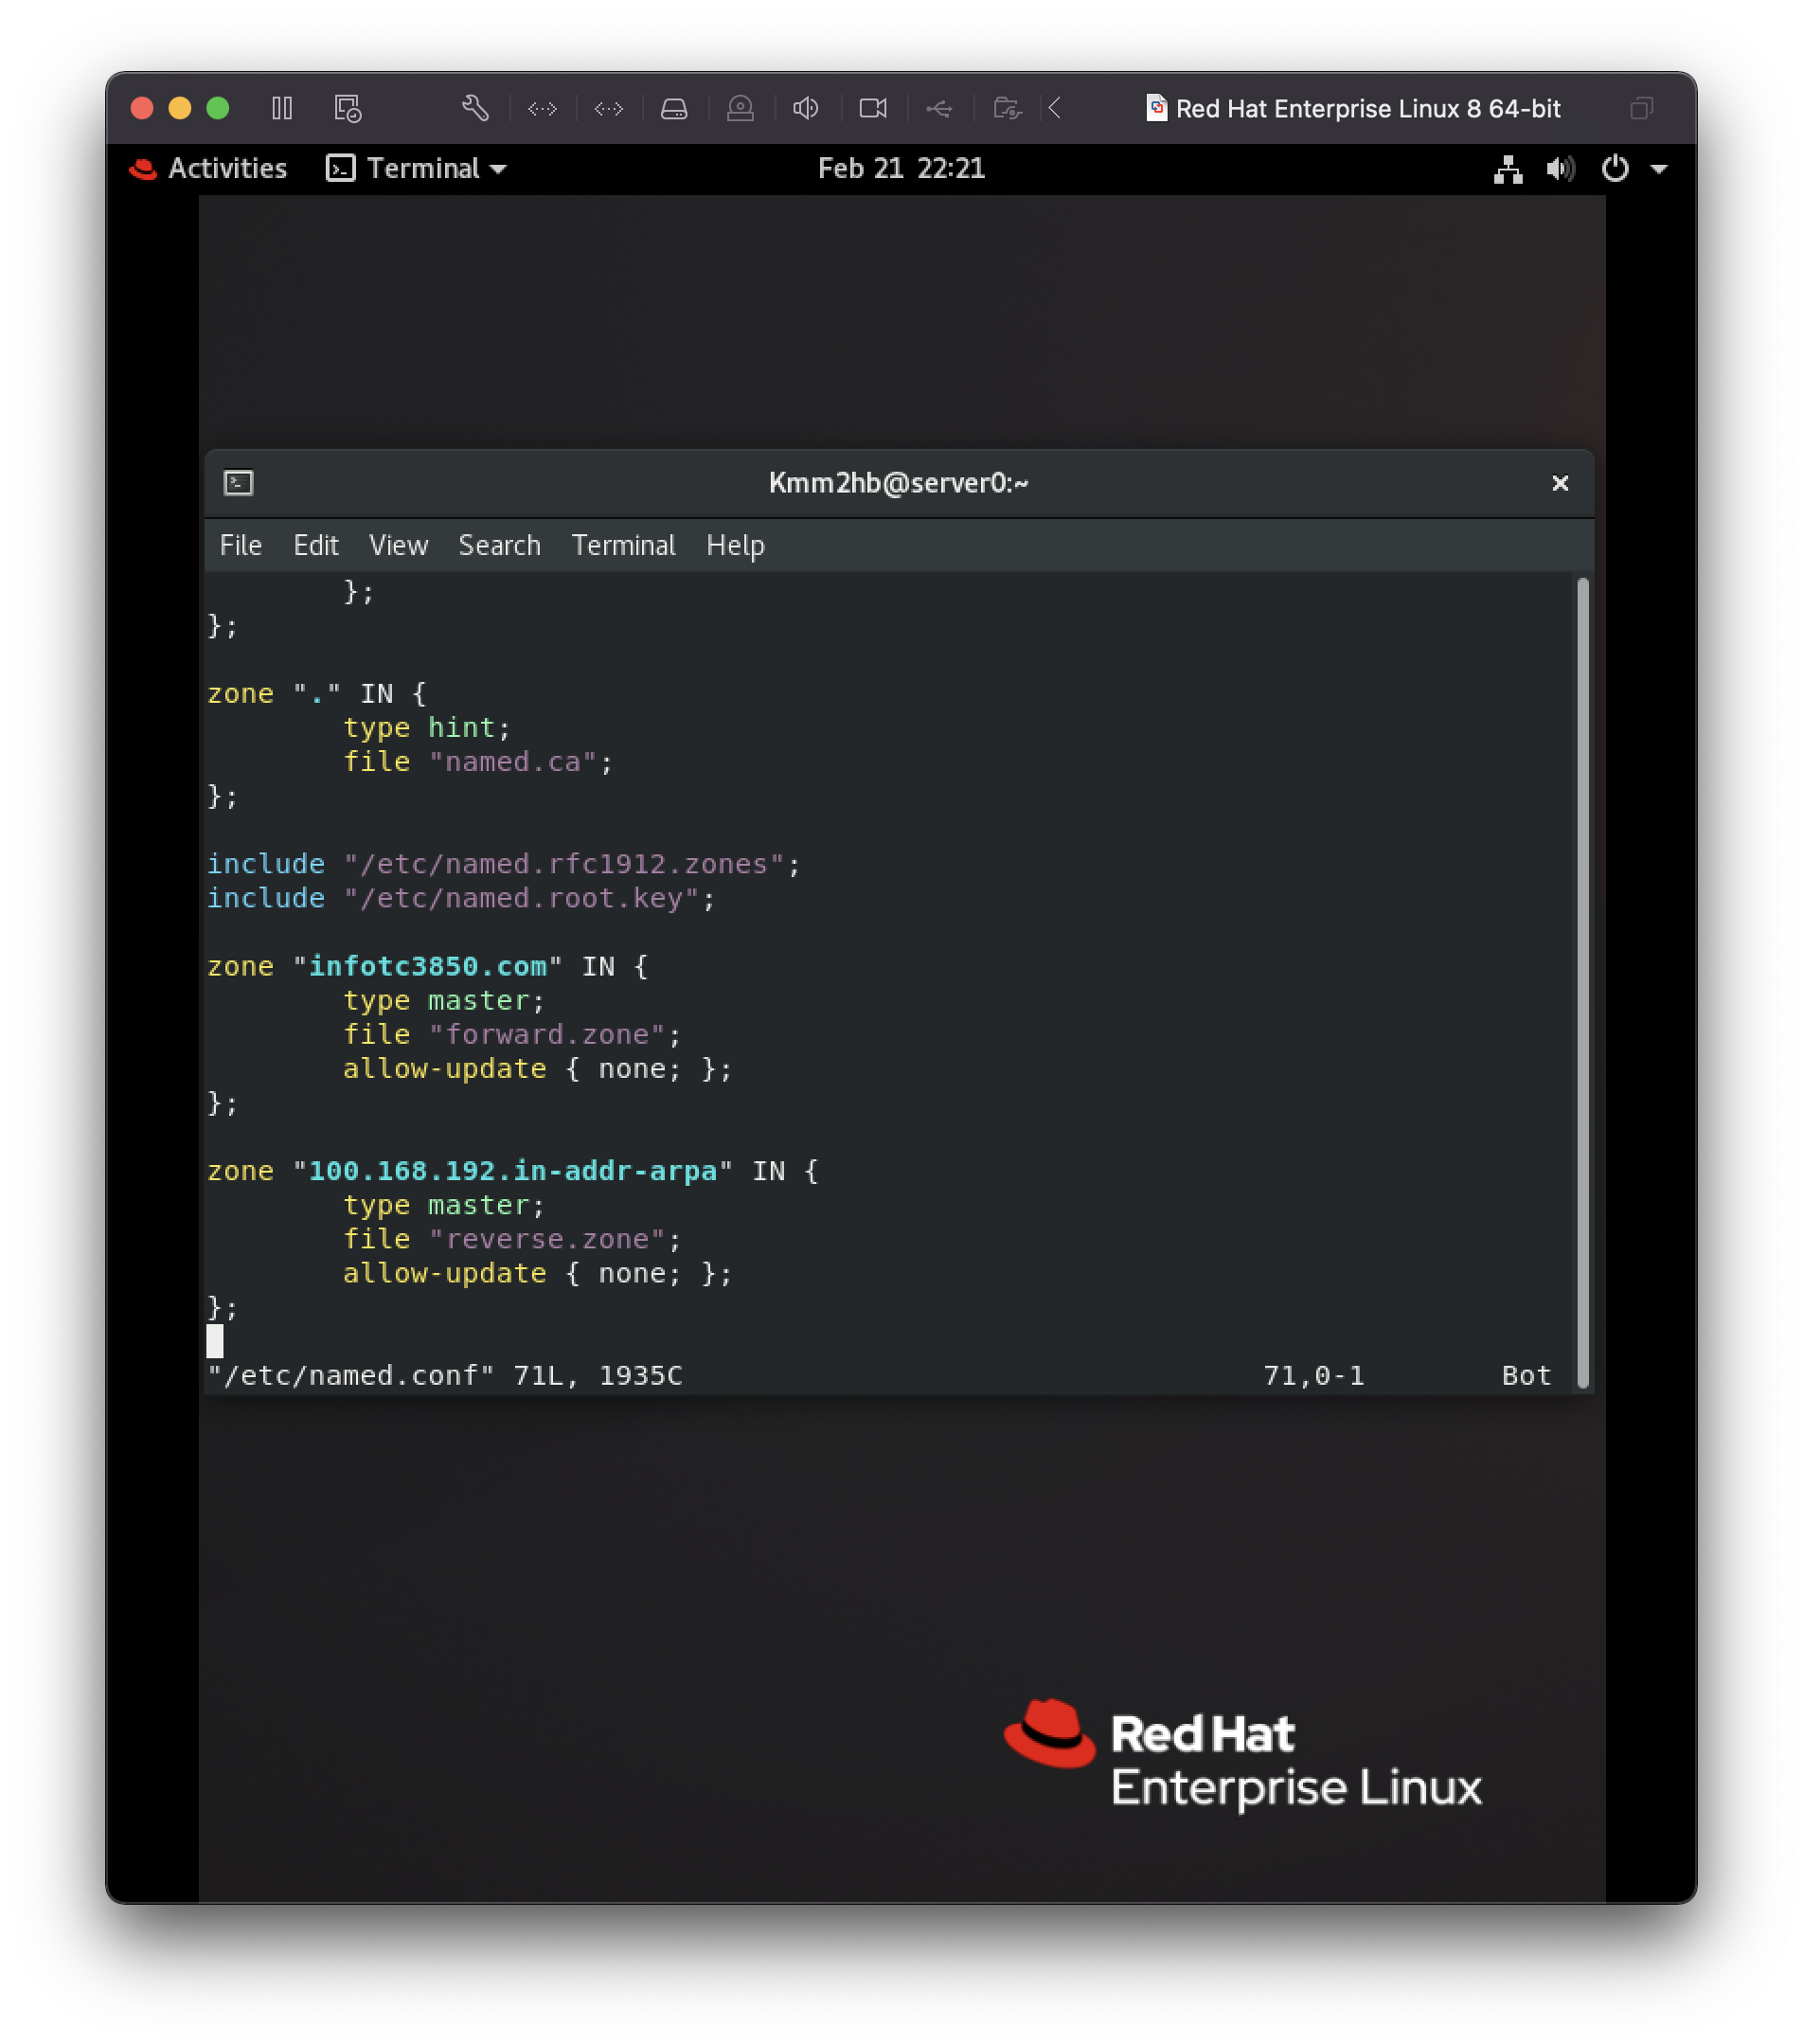 Red Hat Enterprise Linux 8 64-bit
Activities Terminal Feb 21 22:21
Kmm2hb@server0:~
File Edit View Search Terminal Help
        };
};
zone "." IN {
        type hint;
        file "named.ca";
};
include "/etc/named.rfc1912.zones";
include "/etc/named.root.key";
zone "infotc3850.com" IN {
        type master;
        file "forward.zone";
        allow-update { none; };
};
zone "100.168.192.in-addr-arpa" IN {
        type master;
        file "reverse.zone";
        allow-update { none; };
};
"/etc/named.conf" 71L, 1935C 71,0-1 Bot
Red Hat
Enterprise Linux